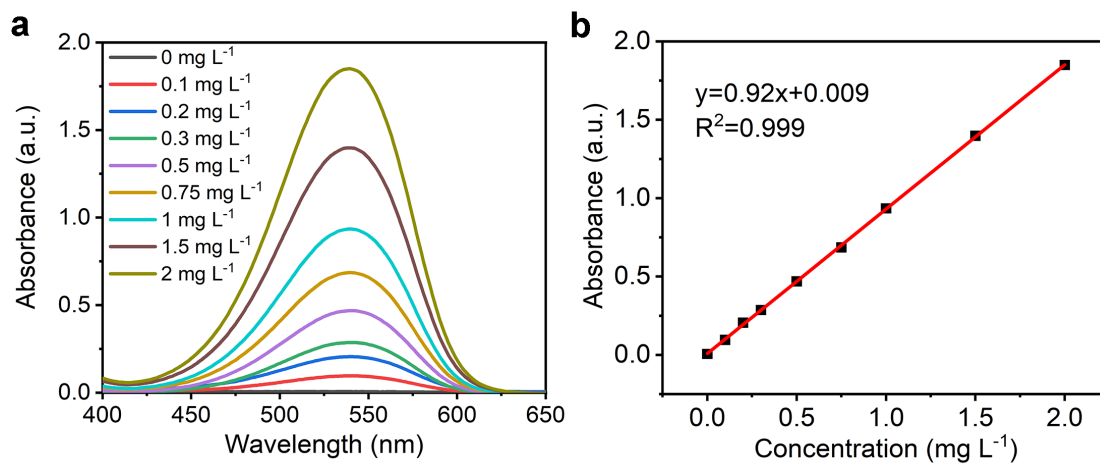 a
2.0
1.5
1.0
0.5
0.0
Absorbance (a.u.)
0 mg L⁻¹
0.1 mg L⁻¹
0.2 mg L⁻¹
0.3 mg L⁻¹
0.5 mg L⁻¹
0.75 mg L⁻¹
1 mg L⁻¹
1.5 mg L⁻¹
2 mg L⁻¹
400 450 500 550 600 650
Wavelength (nm)
b
2.0
1.5
1.0
0.5
0.0
Absorbance (a.u.)
y=0.92x+0.009
R²=0.999
0.0 0.5 1.0 1.5 2.0
Concentration (mg L⁻¹)